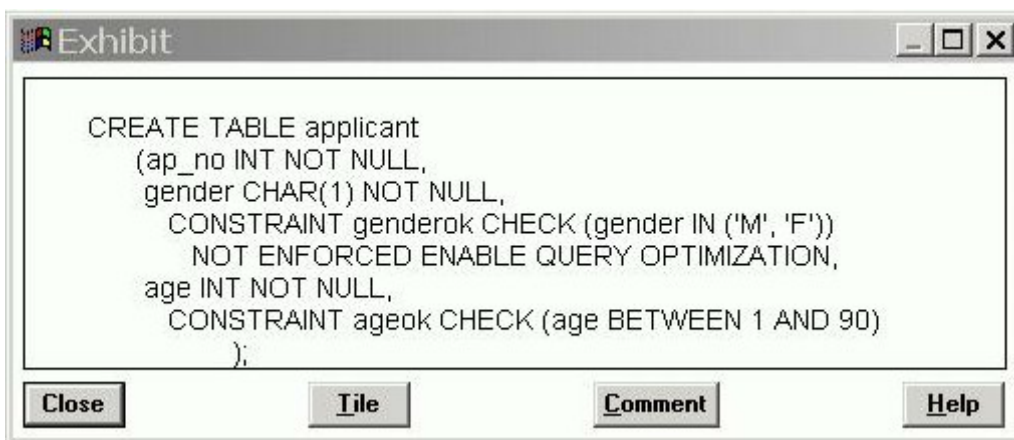 Exhibit
CREATE TABLE applicant
(ap_no INT NOT NULL,
gender CHAR(1) NOT NULL,
CONSTRAINT genderok CHECK (gender IN ('M', 'F'))
NOT ENFORCED ENABLE QUERY OPTIMIZATION,
age INT NOT NULL,
CONSTRAINT ageok CHECK (age BETWEEN 1 AND 90)
);
Close Tile Comment Help